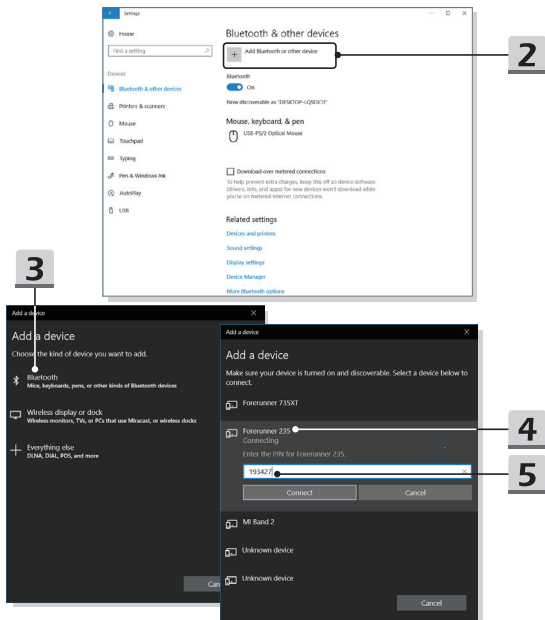 Settings
Home
Bluetooth & other devices
Find a setting
Add Bluetooth or other device
2
Devices
Bluetooth
Bluetooth & other devices
On
Printers & scanners
Now discoverable as "DESKTOP-LQ5DICI"
Mouse
Mouse, keyboard, & pen
Touchpad
USB-PS/2 Optical Mouse
Typing
Pen & Windows Ink
Download over metered connections
AutoPlay
To help prevent extra charges, keep this off so device software
(drivers, info, and apps) for new devices won't download while
you're on metered Internet connections.
USB
Related settings
Devices and printers
Sound settings
Display settings
Device Manager
More Bluetooth options
3
Add a device
Add a device
Choose the kind of device you want to add.
Bluetooth
Mice, keyboards, pens, or other kinds of Bluetooth devices
Wireless display or dock
Wireless monitors, TVs, or PCs that use Miracast, or wireless docks
Everything else
DLNA, DIAL, POS, and more
Can
Add a device
Add a device
Make sure your device is turned on and discoverable. Select a device below to
connect.
Forerunner 735XT
Forerunner 235
4
Connecting
Enter the PIN for Forerunner 235.
193427
5
Connect
Cancel
MI Band 2
Unknown device
Unknown device
Cancel